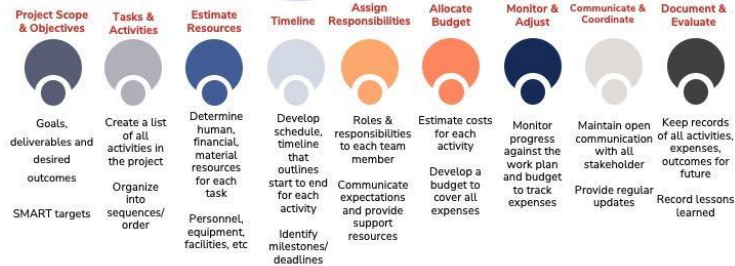 Project Scope
& Objectives
Goals,
deliverables and
desired
outcomes
SMART targets
Tasks &
Activities
Create a list
of all
activities in
the project
Organize
into
sequences/
order
Estimate
Resources
Determine
human,
financial,
material
resources
for each
task
Personnel,
equipment,
facilities, etc
Timeline
Develop
schedule,
timeline
that
outlines
start to end
for each
activity
Identify
milestones/
deadlines
Assign
Responsibilities
Roles &
responsibilities
to each team
member
Communicate
expectations
and provide
support
resources
Allocate
Budget
Estimate costs
for each
activity
Develop a
budget to
cover all
expenses
Monitor &
Adjust
Monitor
progress
against the
work plan
and budget
to track
expenses
Communicate &
Coordinate
Maintain open
communication
with all
stakeholder
Provide regular
updates
Document &
Evaluate
Keep records
of all activities,
expenses,
outcomes for
future
Record lessons
learned